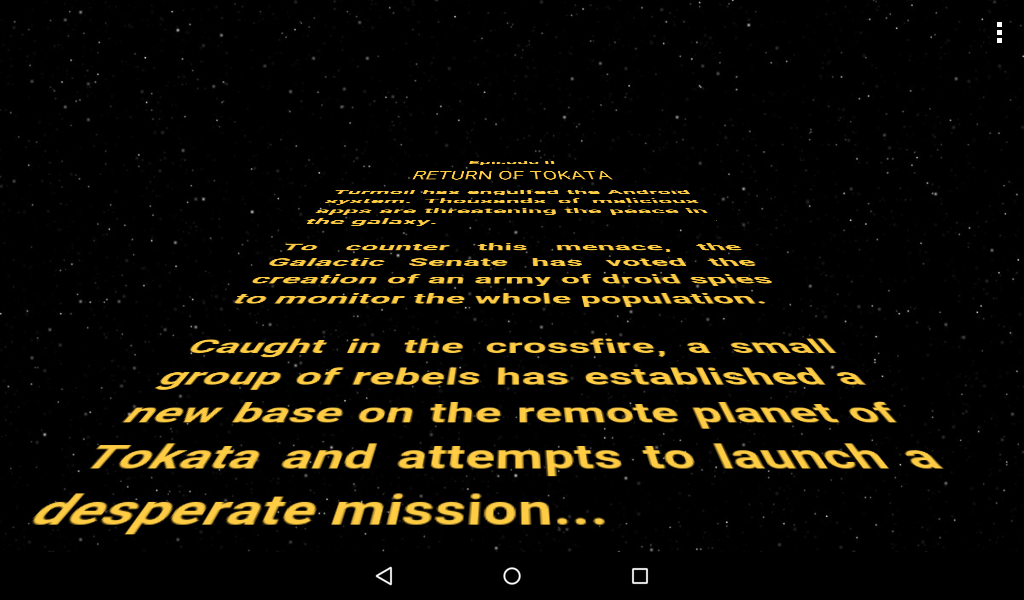 Episode II
RETURN OF TOKATA
Turmoil has engulfed the Android
system. Thousands of malicious
apps are threatening the peace in
the galaxy.
To counter this menace, the
Galactic Senate has voted the
creation of an army of droid spies
to monitor the whole population.
Caught in the crossfire, a small
group of rebels has established a
new base on the remote planet of
Tokata and attempts to launch a
desperate mission...